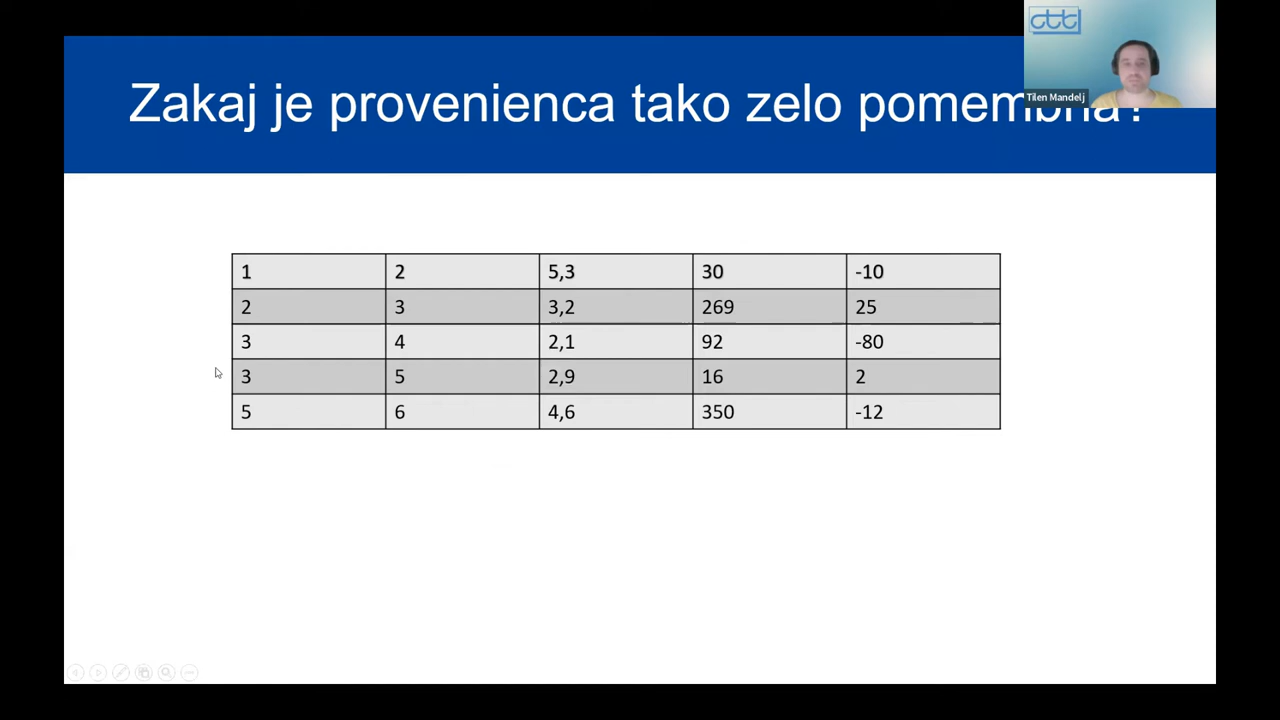 ctt
Zakaj je provenienca tako zelo pomembna?
Tilen Mandelj
1 2 5,3 30 -10
2 3 3,2 269 25
3 4 2,1 92 -80
3 5 2,9 16 2
5 6 4,6 350 -12